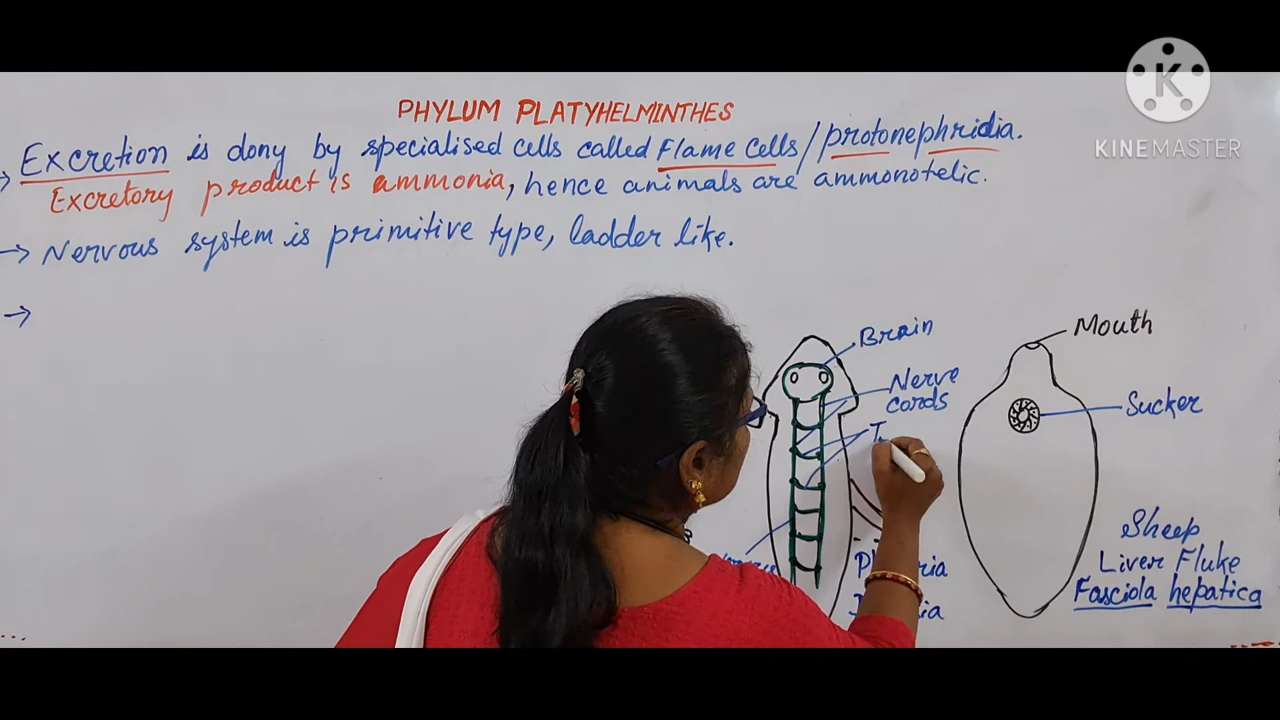 PHYLUM PLATYHELMINTHES
→ Excretion is dony by specialised cells called Flame Cells/protonephridia.
Excretory product is ammonia, hence animals are ammonotelic.
→ Nervous system is primitive type, ladder like.
→
Brain
Nerve
cords
T
Mouth
Sucker
Sheep
Liver Fluke
Fasciola hepatica
K
KINEMASTER